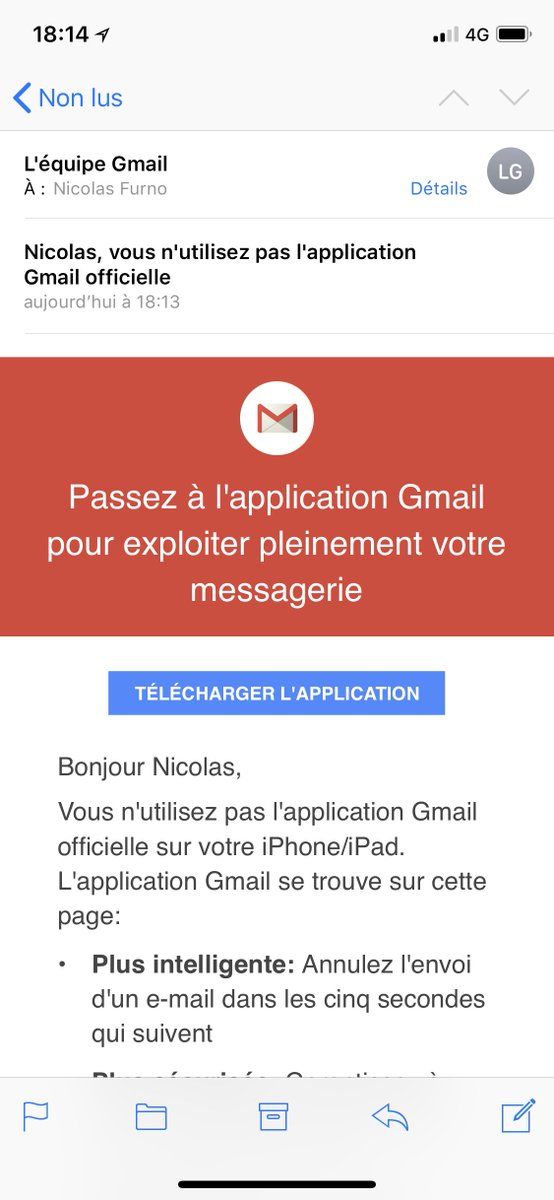 18:14 4G
Non lus
L'équipe Gmail
À : Nicolas Furno Détails LG
Nicolas, vous n'utilisez pas l'application
Gmail officielle
aujourd'hui à 18:13
Passez à l'application Gmail
pour exploiter pleinement votre
messagerie
TÉLÉCHARGER L'APPLICATION
Bonjour Nicolas,
Vous n'utilisez pas l'application Gmail
officielle sur votre iPhone/iPad.
L'application Gmail se trouve sur cette
page:
• Plus intelligente: Annulez l'envoi
d'un e-mail dans les cinq secondes
qui suivent